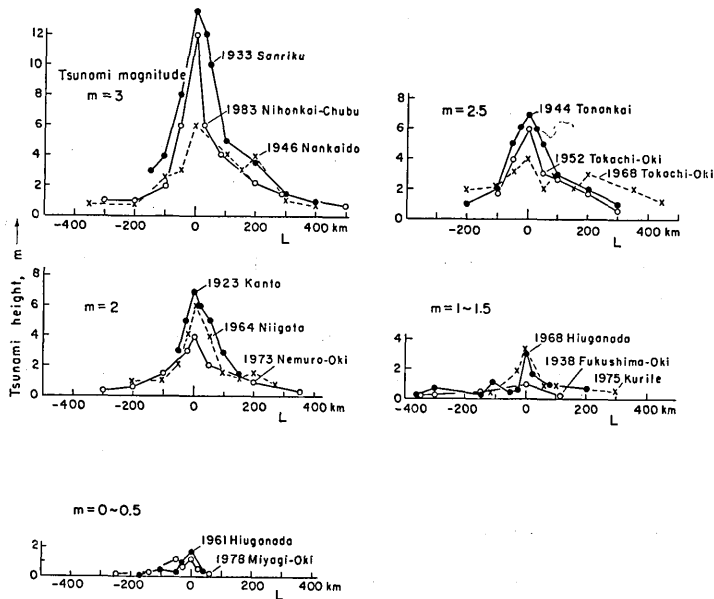 12
10
8
6
4
2
0
Tsunami magnitude
m = 3
1933 Sanriku
1983 Nihonkai-Chubu
1946 Nankaido
-400
-200
0
200
400 km
L
8
6
4
2
m = 2.5
1944 Tonankai
1952 Tokachi-Oki
1968 Tokachi-Oki
-400
-200
0
200
400 km
L
Tsunami height, m
8
6
4
2
0
m = 2
1923 Kanto
1964 Niigata
1973 Nemuro-Oki
-400
-200
0
200
400 km
L
4
2
0
m = 1~1.5
1968 Hiuganada
1938 Fukushima-Oki
1975 Kurile
-200
0
200
400 km
L
2
0
m = 0~0.5
1961 Hiuganada
1978 Miyagi-Oki
-400
-200
0
200
400 km
L